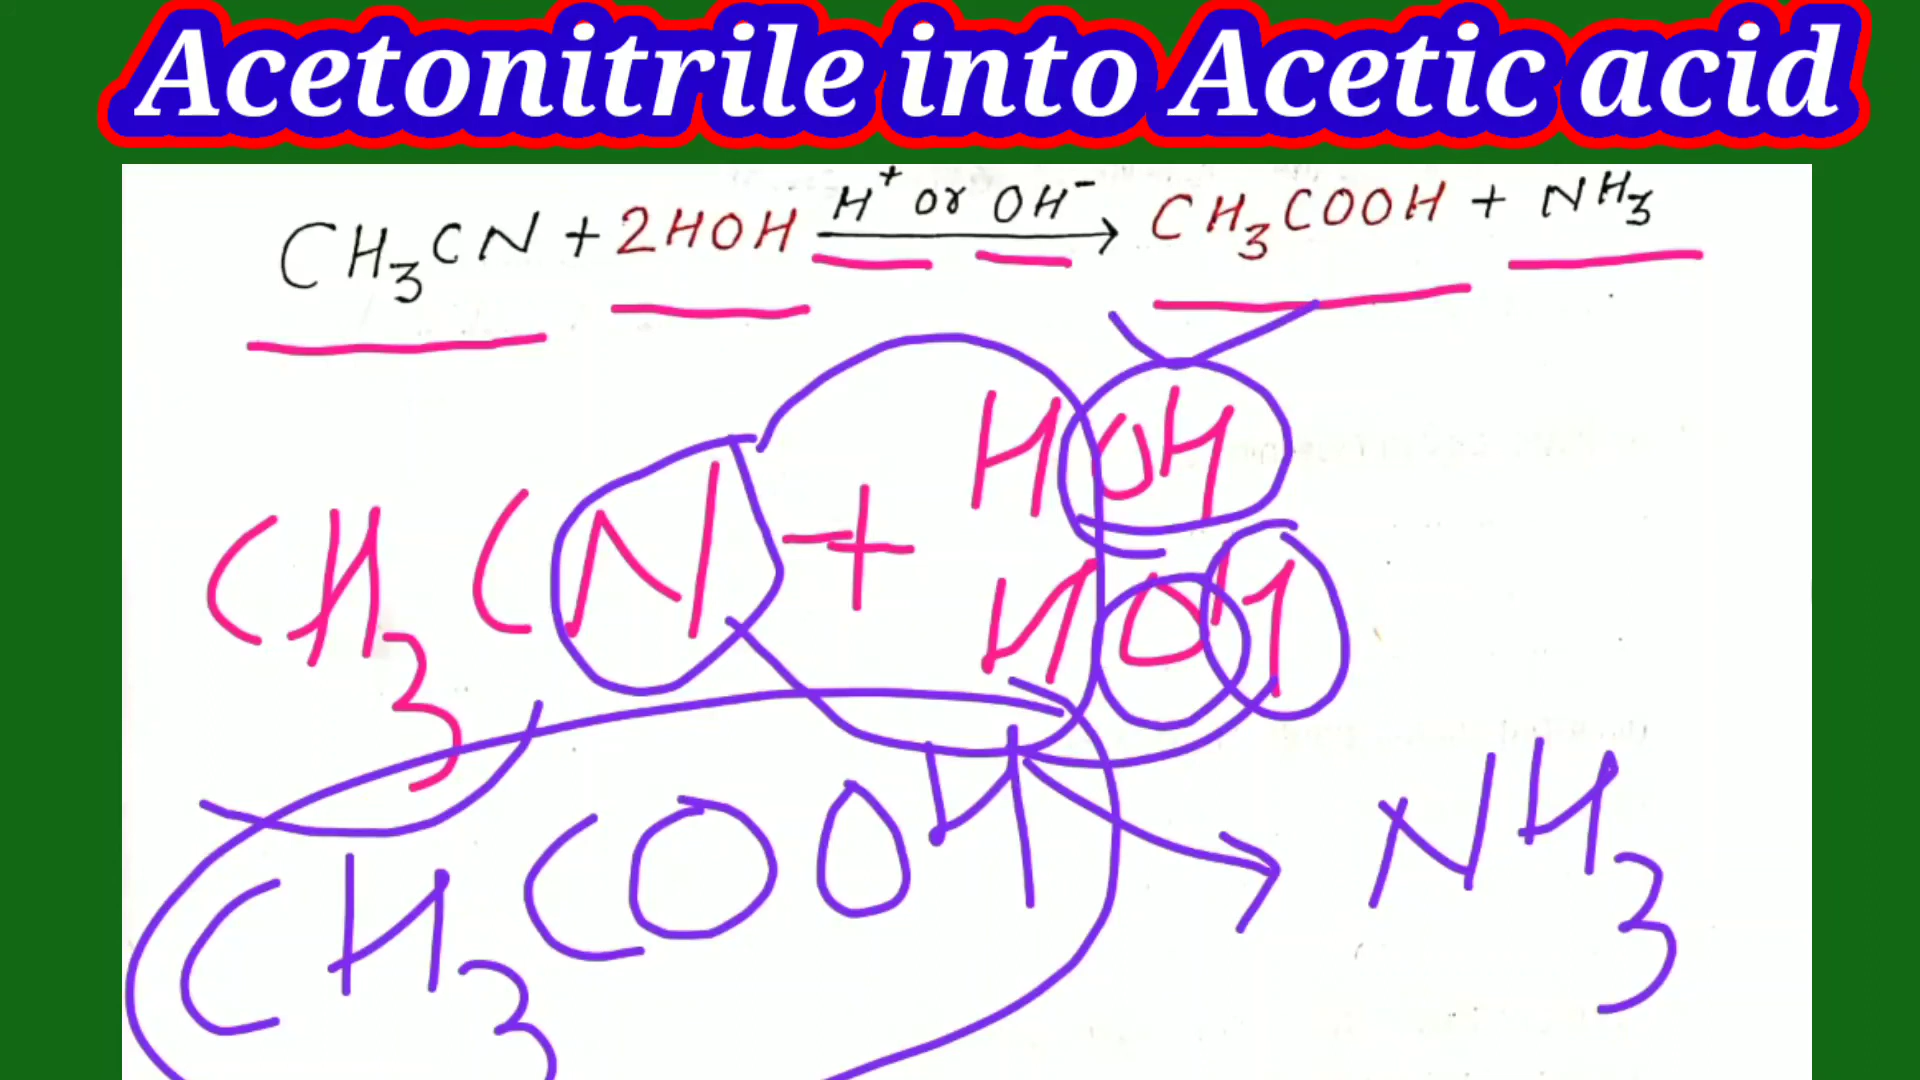 Acetonitrile into Acetic acid
CH₃CN + 2HOH H⁺ or OH⁻ → CH₃COOH + NH₃
HOH
CH₃CN +
HOH
CH₃COOH → NH₃